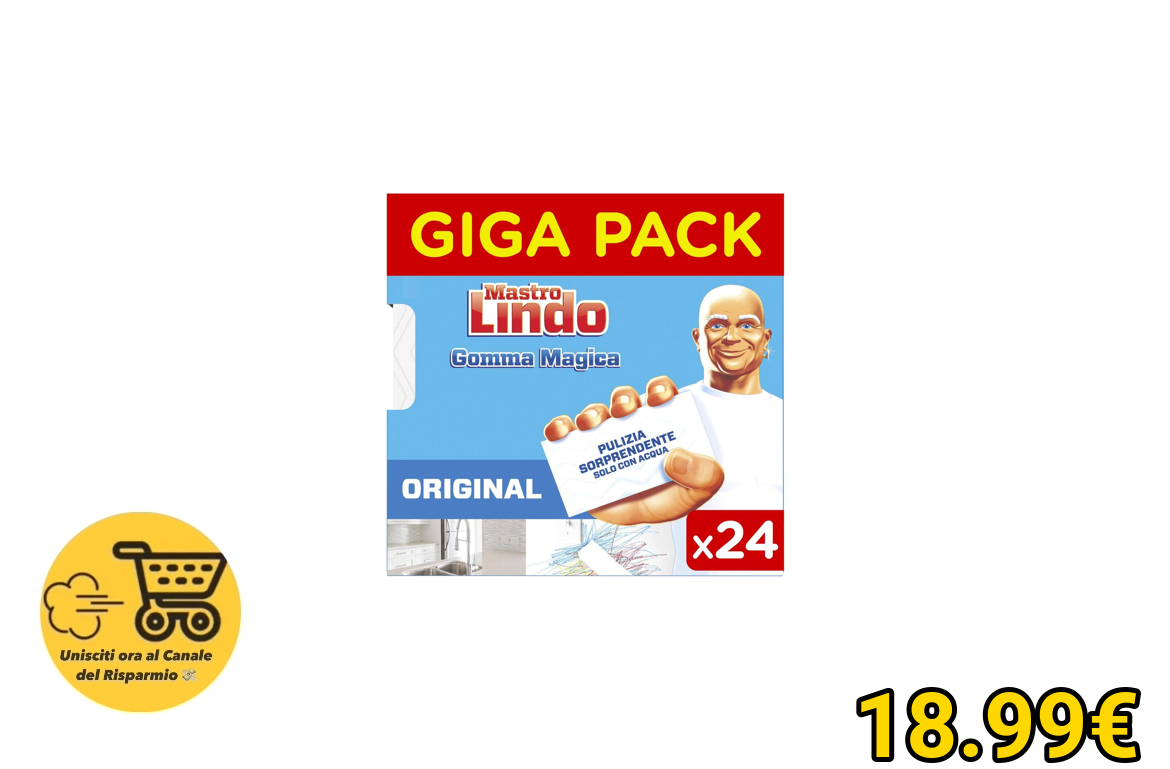 GIGA PACK
Mastro
Lindo
Gomma Magica
PULIZIA
SORPRENDENTE
SOLO CON ACQUA
ORIGINAL
x24
Unisciti ora al Canale
del Risparmio 💸
18.99€